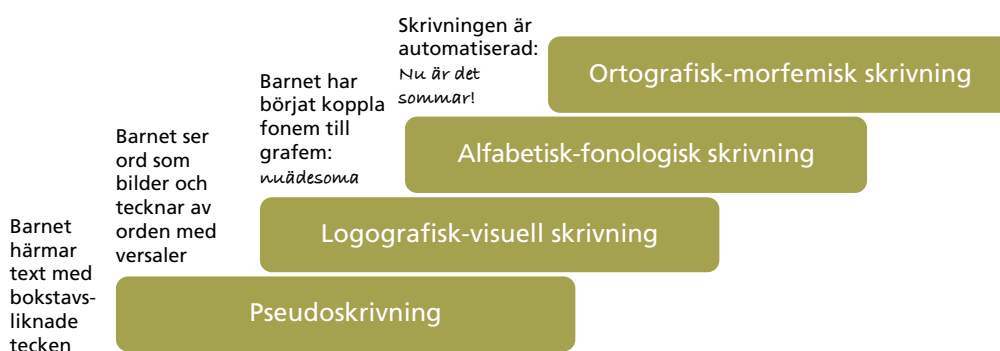 Skrivningen är
automatiserad:
Nu är det
sommar!
Ortografisk-morfemisk skrivning
Barnet har
börjat koppla
fonem till
grafem:
nuädesoma
Alfabetisk-fonologisk skrivning
Barnet ser
ord som
bilder och
tecknar av
orden med
versaler
Logografisk-visuell skrivning
Barnet
härmar
text med
bokstavs-
liknade
tecken
Pseudoskrivning